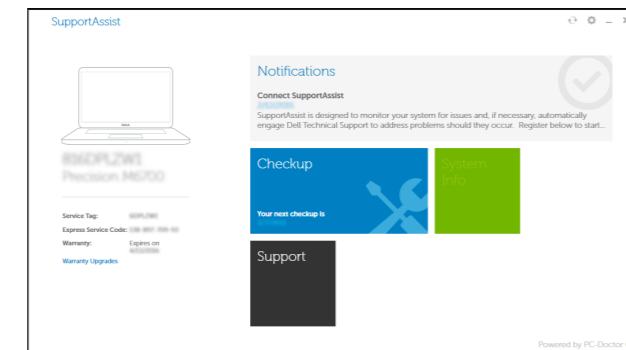 SupportAssist
Notifications
Connect SupportAssist
SupportAssist is designed to monitor your system for issues and, if necessary, automatically
engage Dell Technical Support to address problems should they occur. Register below to start...
Checkup
Your next checkup is
System
Info
Support
Precision M6700
Service Tag:
Express Service Code:
Warranty: Expires on
Warranty Upgrades
Powered by PC-Doctor